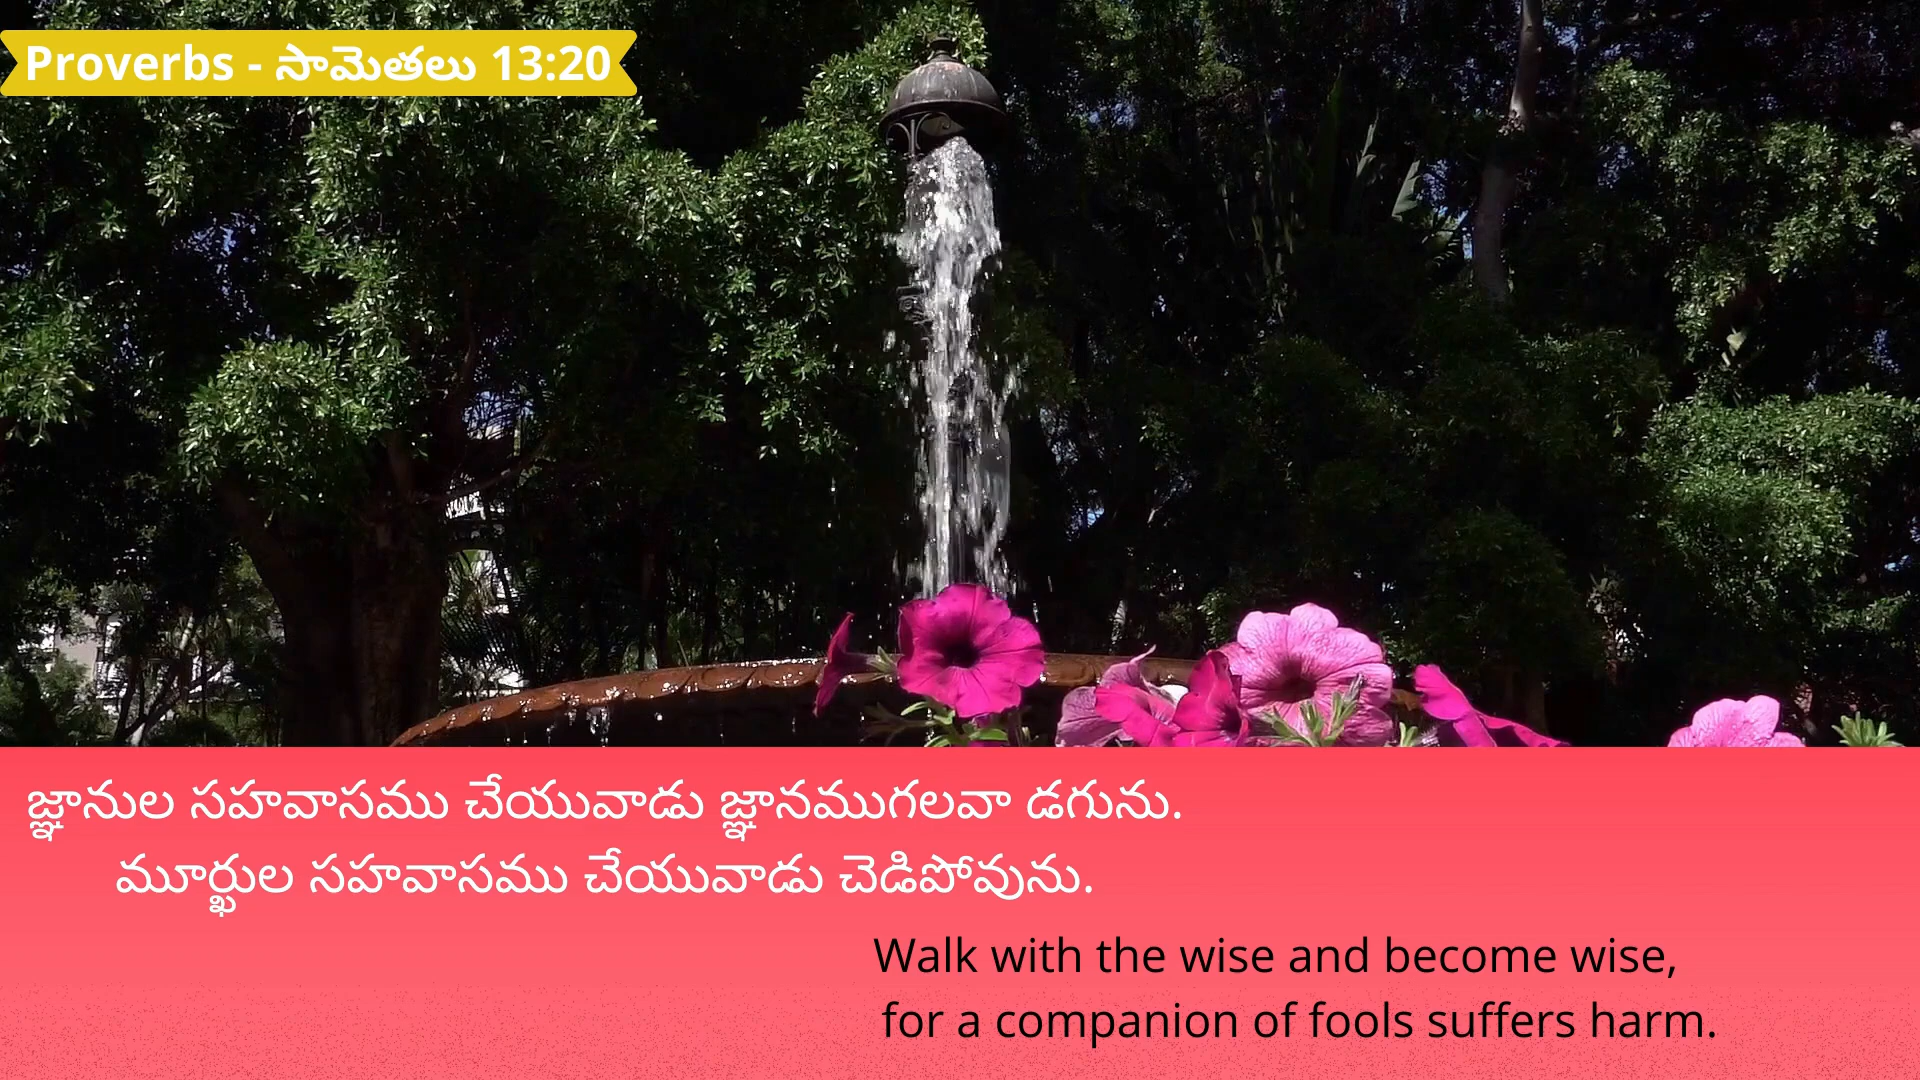 Proverbs - సామెతలు 13:20
జ్ఞానుల సహవాసము చేయువాడు జ్ఞానముగలవా డగును.
మూర్ఖుల సహవాసము చేయువాడు చెడిపోవును.
Walk with the wise and become wise,
for a companion of fools suffers harm.